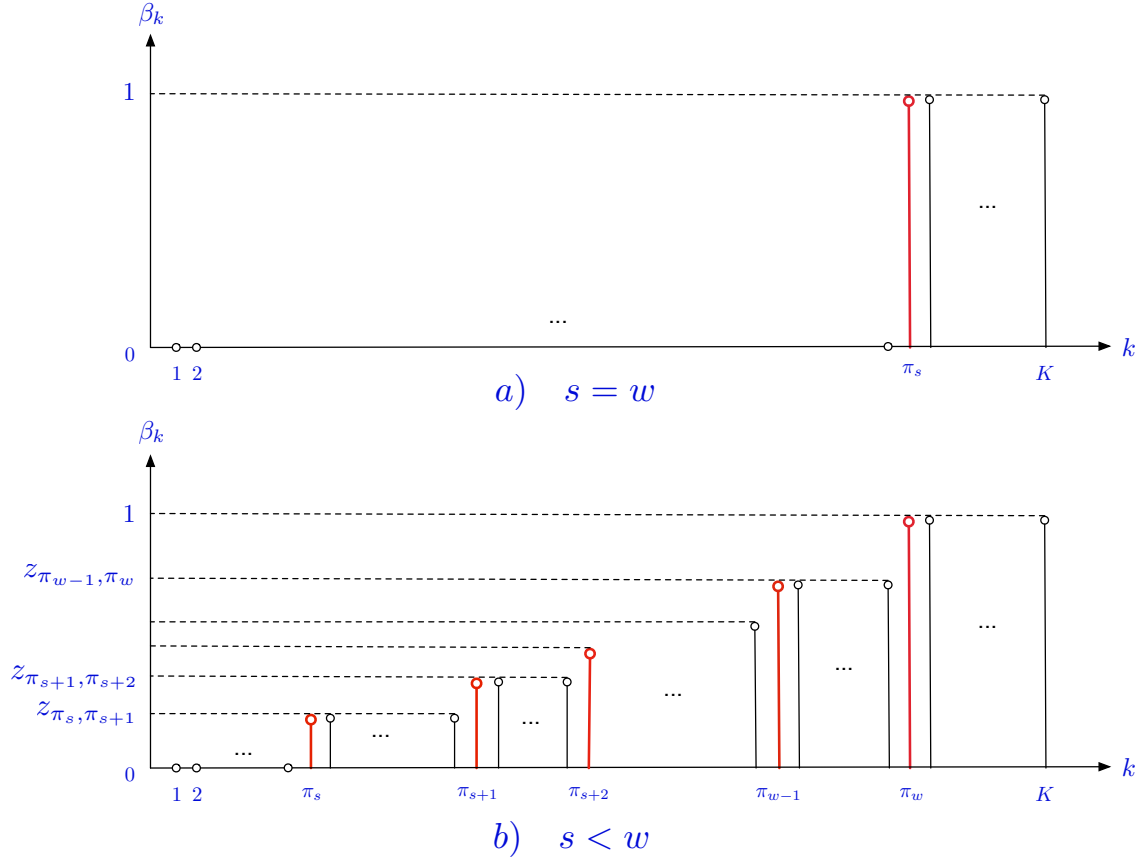 β_k
1
...
...
0
k
1 2 π_s K
a) s = w
β_k
1
z_{π_{w−1},π_w}
...
z_{π_{s+1},π_{s+2}}
...
...
z_{π_s,π_{s+1}}
...
...
...
0
k
1 2 π_s π_{s+1} π_{s+2} π_{w−1} π_w K
b) s < w